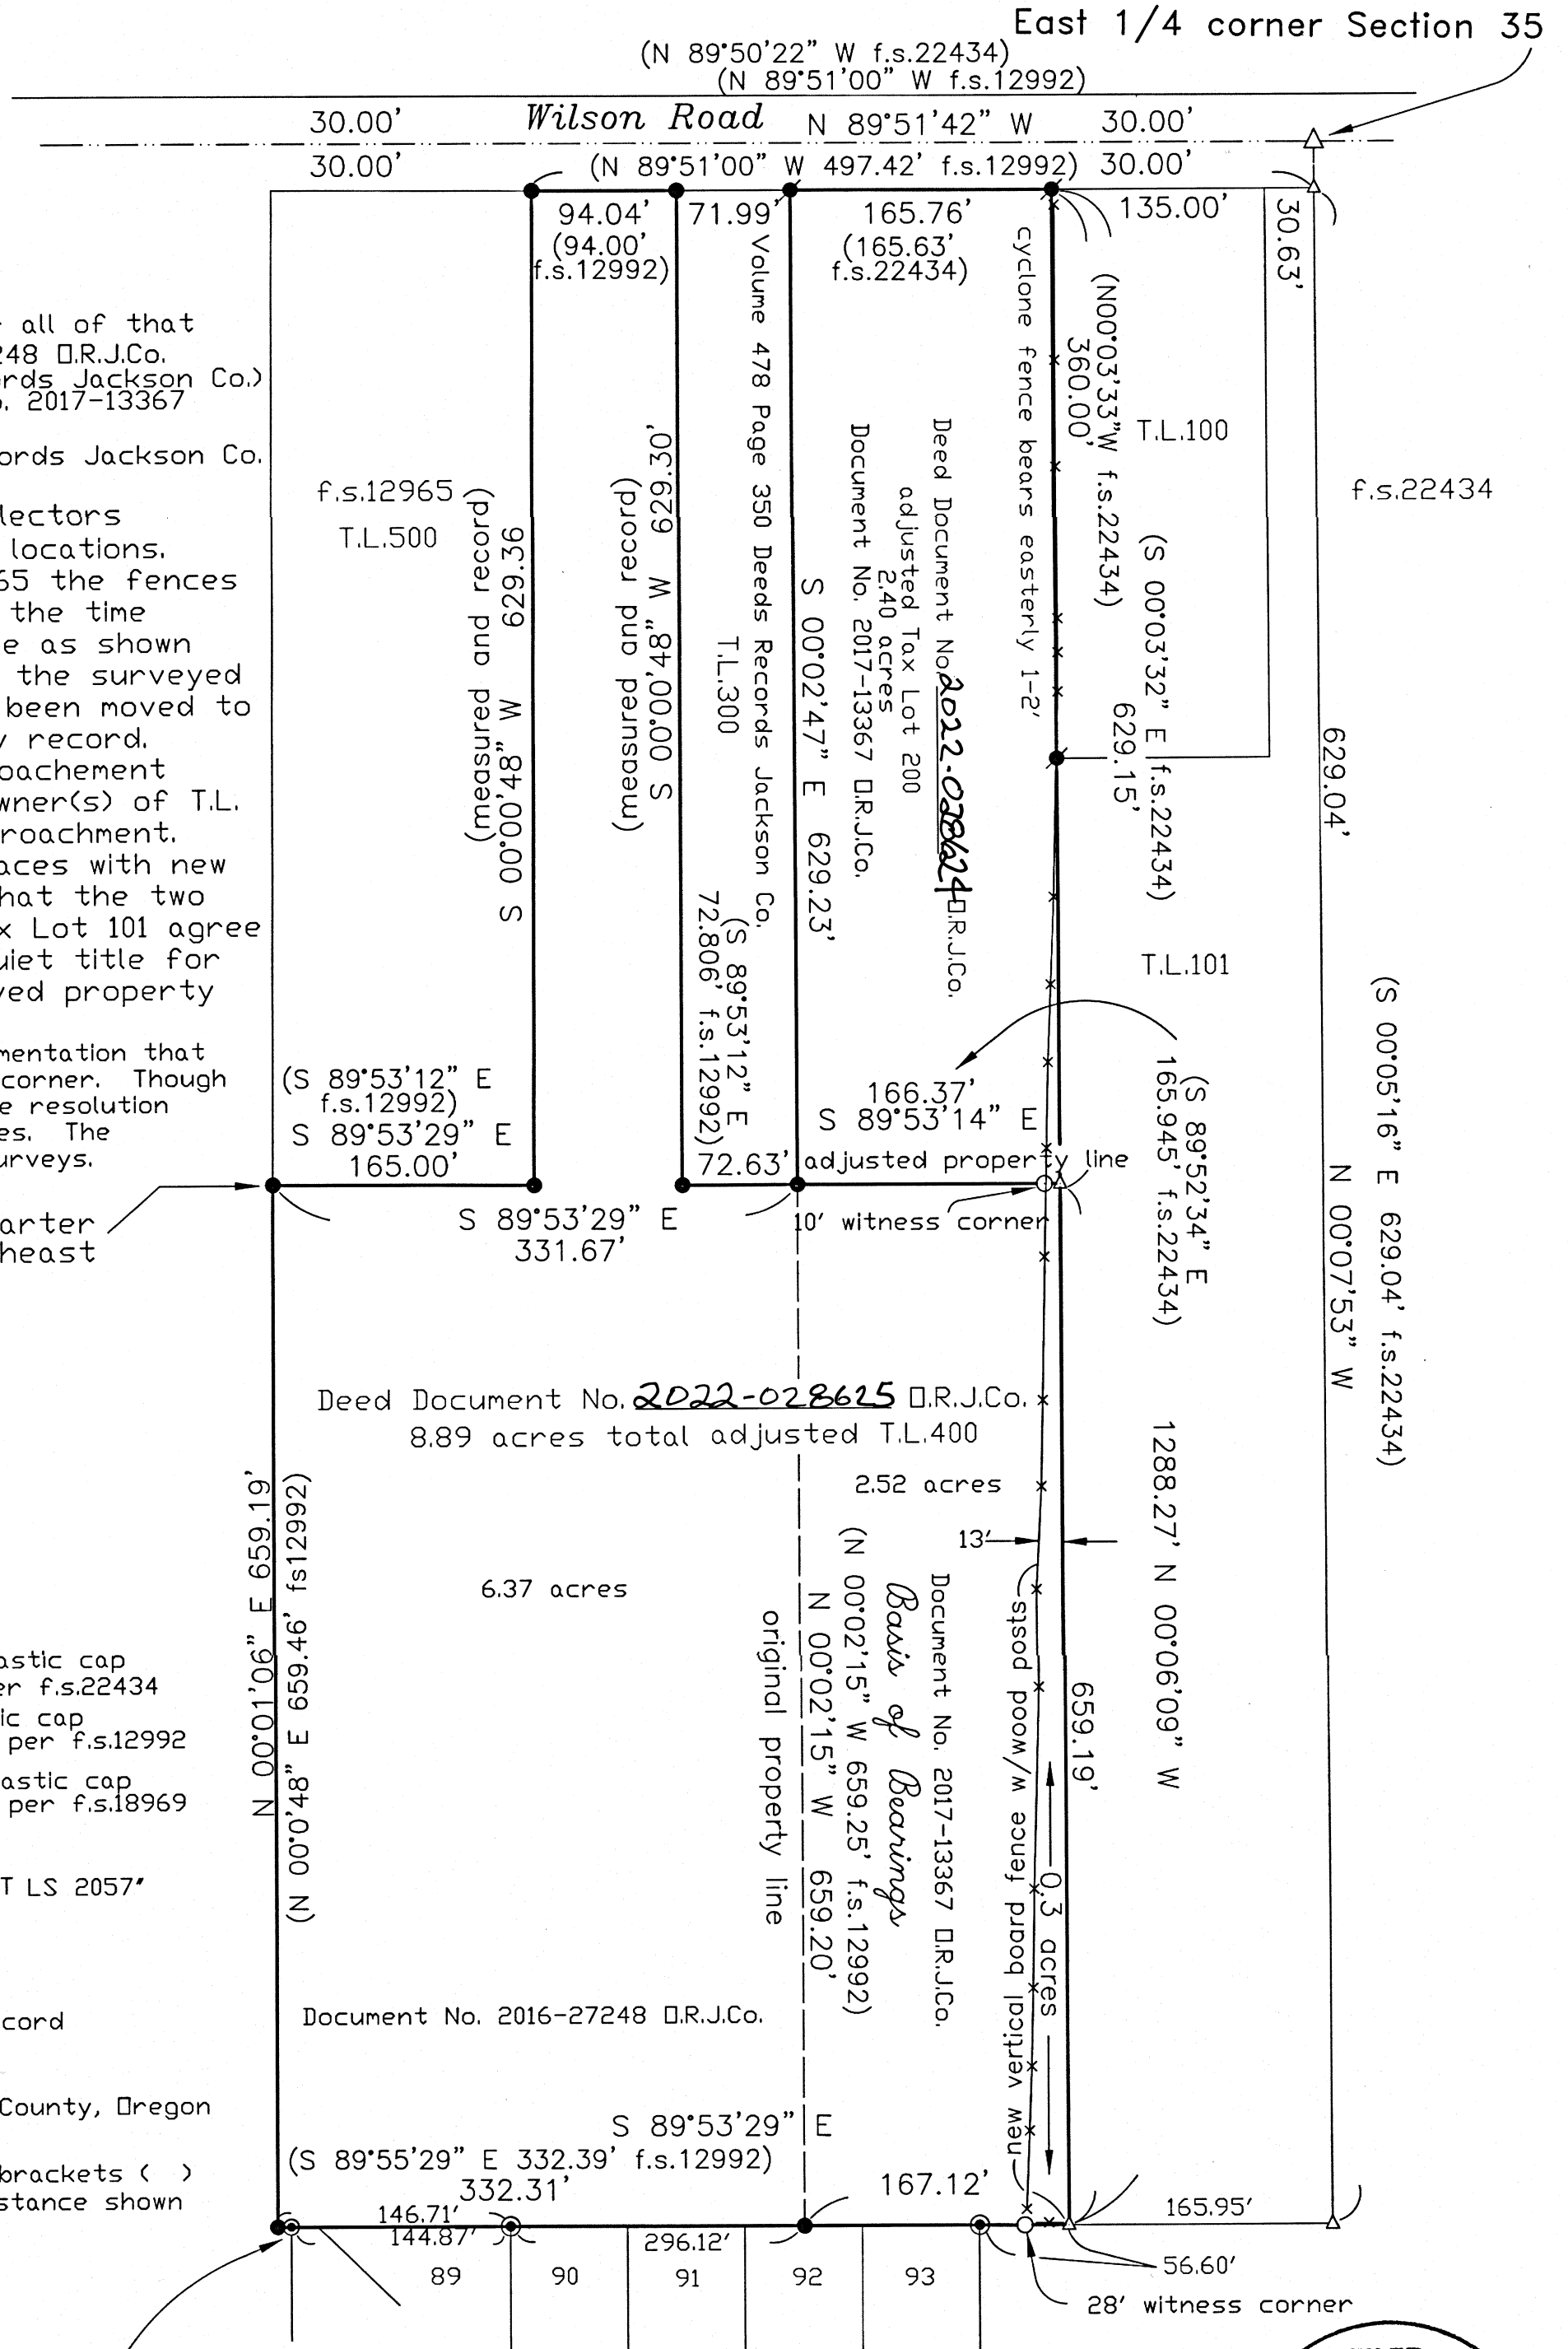 East 1/4 corner Section 35
(N 89°50'22" W f.s.22434)
(N 89°51'00" W f.s.12992)
30.00'
Wilson Road
N 89°51'42" W
30.00'
30.00'
(N 89°51'00" W 497.42' f.s.12992)
30.00'
94.04'
(94.00'
f.s.12992)
71.99'
165.76'
(165.63'
f.s.22434)
135.00'
30.63'
all of that
248 O.R.J.Co.
rds Jackson Co.)
. 2017-13367
ords Jackson Co.
lectors
locations.
65 the fences
the time
e as shown
the surveyed
been moved to
y record.
oachement
wner(s) of T.L.
roachment.
aces with new
hat the two
x Lot 101 agree
uiet title for
yed property
mentation that
corner. Though
e resolution
es. The
urveys.
arter
heast
f.s.12965
T.L.500
S 00°00'48" W 629.36
(measured and record)
S 00°00'48" W 629.30'
(measured and record)
Volume 478 Page 350 Deeds Records Jackson Co.
T.L.300
(S 89°53'12" E
72.806' f.s.12992)
S 00°02'47" E 629.23'
Deed Document No. 2022-028624 O.R.J.Co.
adjusted Tax Lot 200
2.40 acres
Document No. 2017-13367 O.R.J.Co.
cyclone fence bears easterly 1-2'
(N00°03'33"W f.s.22434)
360.00'
T.L.100
(S 00°03'32" E f.s.22434)
629.15'
T.L.101
f.s.22434
629.04'
(S 00°05'16" E 629.04' f.s.22434)
N 00°07'53" W
(S 89°53'12" E
f.s.12992)
S 89°53'29" E
165.00'
72.63'
166.37'
S 89°53'14" E
adjusted property line
(S 89°52'34" E
165.945' f.s.22434)
10' witness corner
S 89°53'29" E
331.67'
Deed Document No. 2022-028625 O.R.J.Co.
8.89 acres total adjusted T.L.400
2.52 acres
13'
6.37 acres
N 00°01'06" E 659.19'
(N 00°0'48" E 659.46' fs12992)
original property line
N 00°02'15" W 659.20'
(N 00°02'15" W 659.25' f.s.12992)
Basis of Bearings
Document No. 2017-13367 O.R.J.Co.
new vertical board fence w/wood posts
0.3 acres
659.19'
1288.27' N 00°06'09" W
astic cap
er f.s.22434
ic cap
per f.s.12992
astic cap
per f.s.18969
T LS 2057"
cord
County, Oregon
brackets ( )
stance shown
Document No. 2016-27248 O.R.J.Co.
S 89°53'29" E
(S 89°55'29" E 332.39' f.s.12992)
332.31'
167.12'
146.71'
144.87'
296.12'
165.95'
56.60'
28' witness corner
89
90
91
92
93